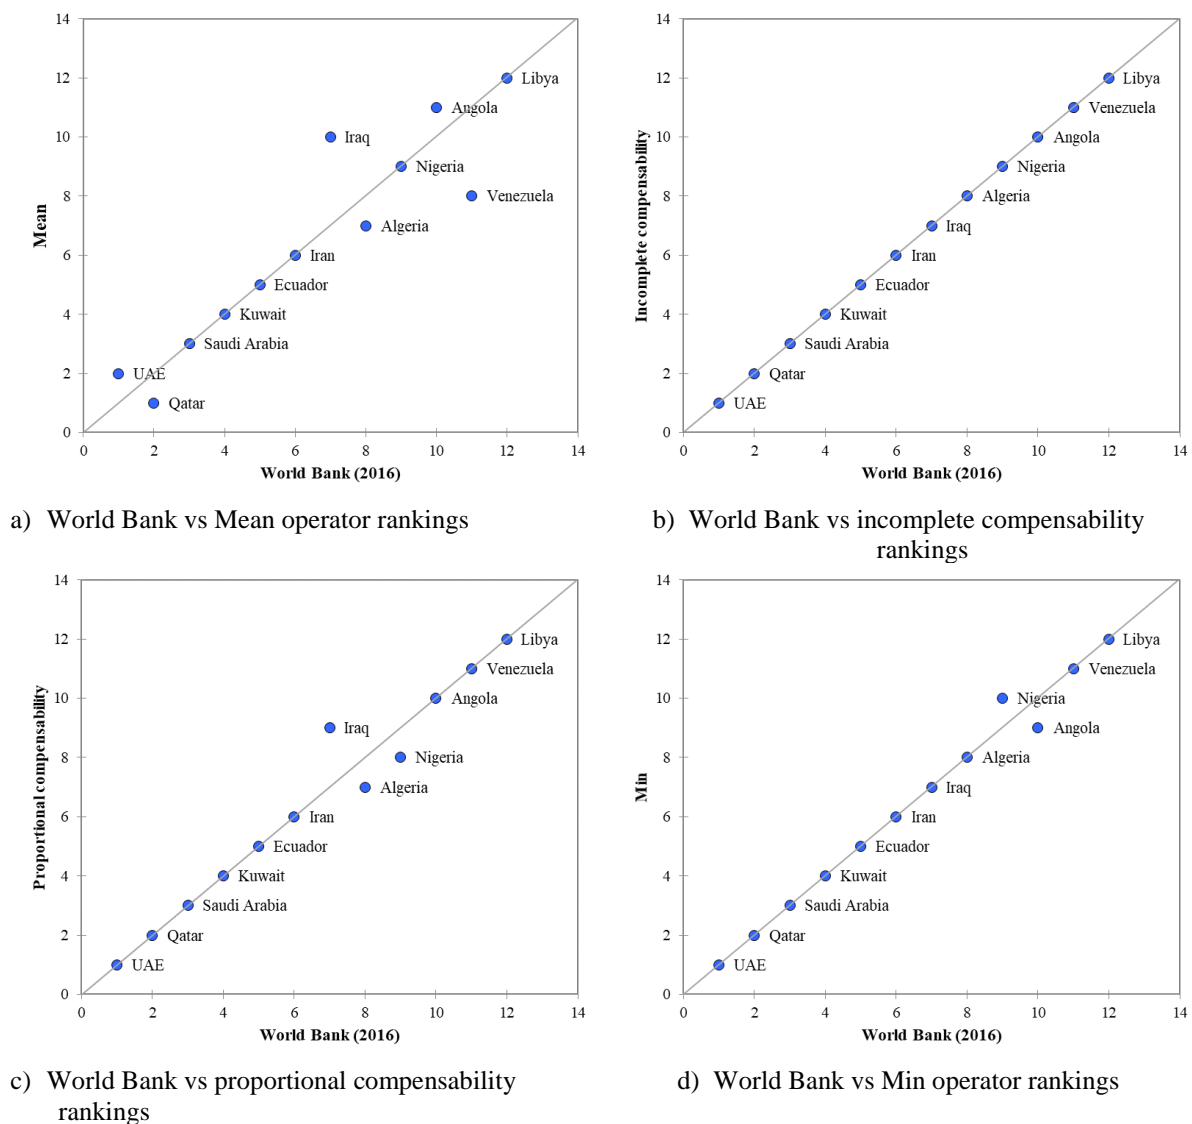 14
12
10
8
6
4
2
0
Mean
Libya
Angola
Iraq
Nigeria
Venezuela
Algeria
Iran
Ecuador
Kuwait
Saudi Arabia
UAE
Qatar
0 2 4 6 8 10 12 14
World Bank (2016)
a) World Bank vs Mean operator rankings
14
12
10
8
6
4
2
0
Incomplete compensability
Libya
Venezuela
Angola
Nigeria
Algeria
Iraq
Iran
Ecuador
Kuwait
Saudi Arabia
Qatar
UAE
0 2 4 6 8 10 12 14
World Bank (2016)
b) World Bank vs incomplete compensability
rankings
14
12
10
8
6
4
2
0
Proportional compensability
Libya
Venezuela
Angola
Iraq
Nigeria
Algeria
Iran
Ecuador
Kuwait
Saudi Arabia
Qatar
UAE
0 2 4 6 8 10 12 14
World Bank (2016)
c) World Bank vs proportional compensability
rankings
14
12
10
8
6
4
2
0
Min
Libya
Venezuela
Nigeria
Angola
Algeria
Iraq
Iran
Ecuador
Kuwait
Saudi Arabia
Qatar
UAE
0 2 4 6 8 10 12 14
World Bank (2016)
d) World Bank vs Min operator rankings